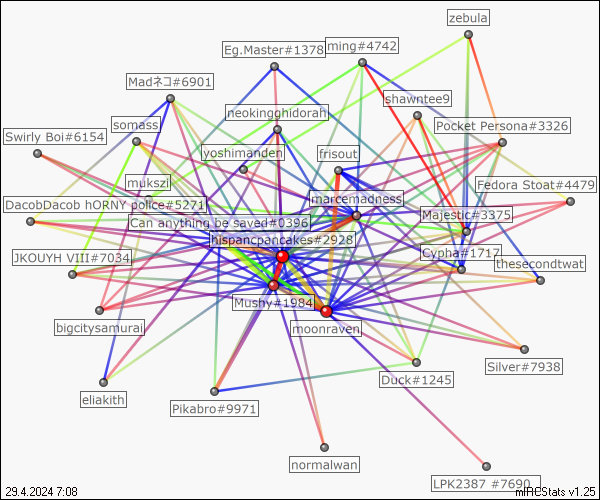 zebula
Eg.Master#1378
ming#4742
Madネコ#6901
shawntee9
neokingghidorah
somass
Pocket Persona#3326
Swirly Boi#6154
yoshimanden
frisout
mukszil
Fedora Stoat#4479
marcemadness
DacobDacob hORNY police#5271
Majestic#3375
Can anything be saved#0396
hispancpancakes#2928
Cypha#1717
JKOUYH VIII#7034
thesecondtwat
Mushy#1984
bigcitysamurai
moonraven
Silver#7938
Duck#1245
eliakith
Pikabro#9971
normalwan
LPK2387 #7690
29.4.2024 7:08
mIRCStats v1.25